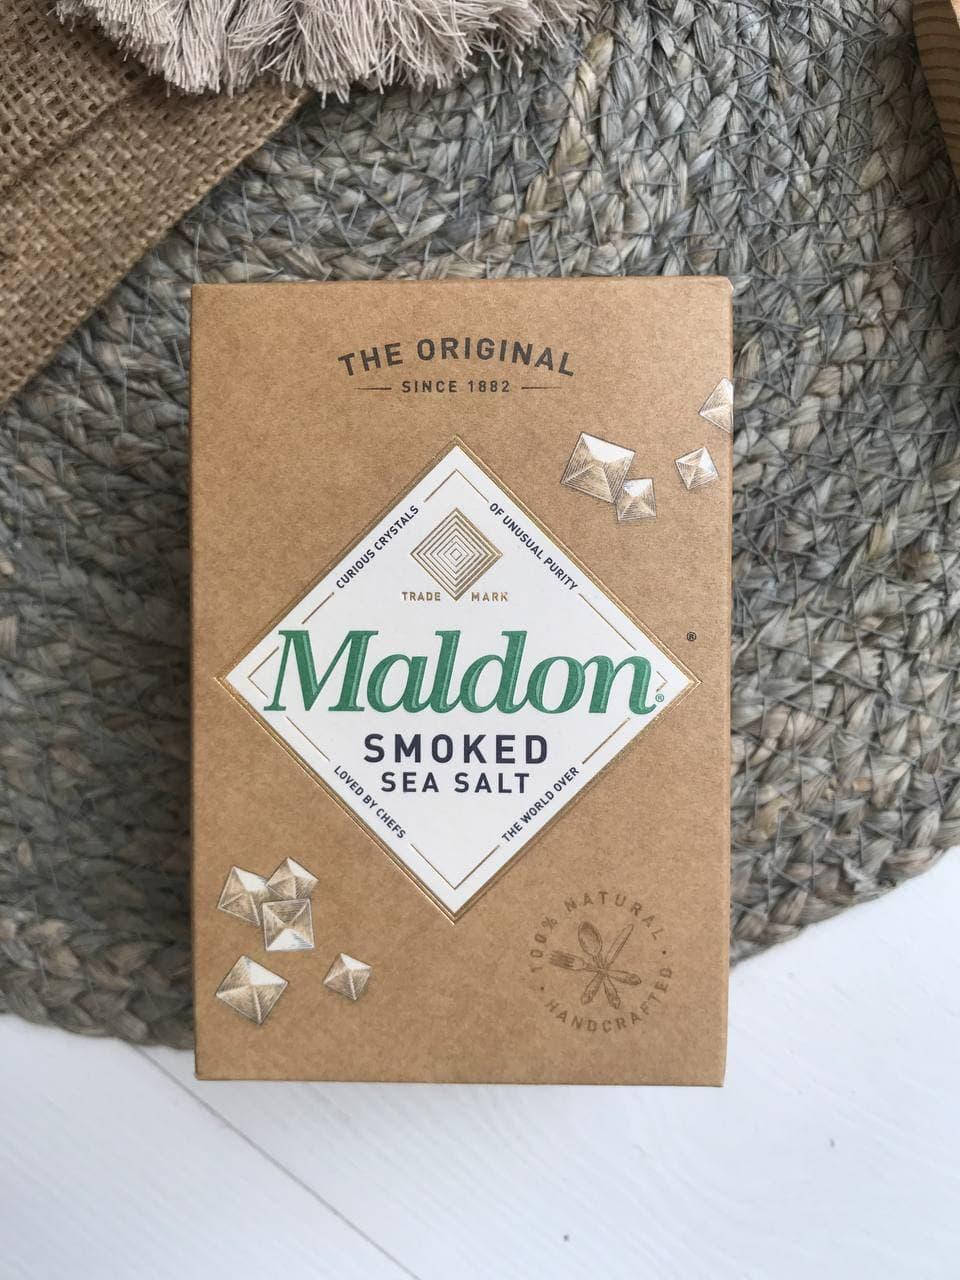 THE ORIGINAL
SINCE 1882
CURIOUS CRYSTALS
OF UNUSUAL PURITY
TRADE MARK
®
Maldon®
SMOKED
SEA SALT
LOVED BY CHEFS
THE WORLD OVER
100% NATURAL
· HANDCRAFTED ·